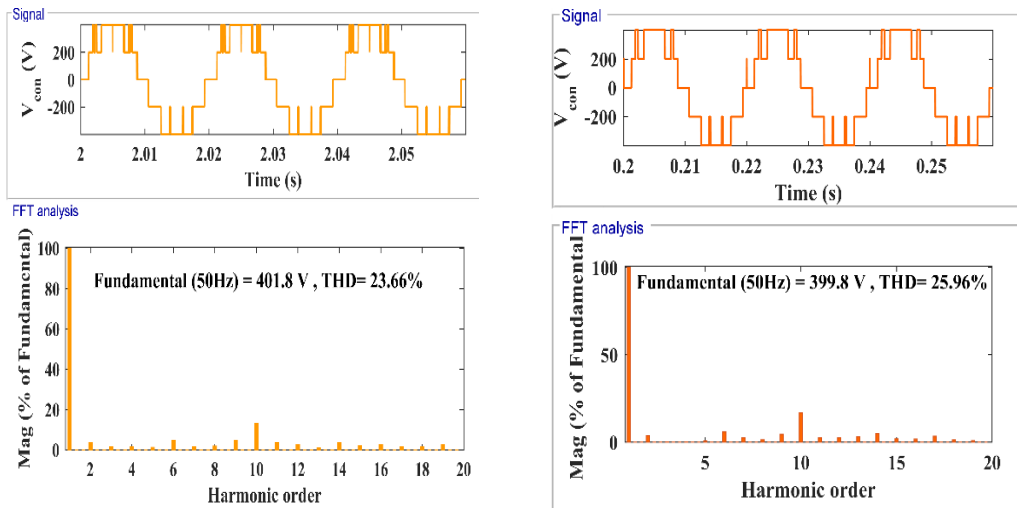 Signal
V_con (V)
200
0
-200
2 2.01 2.02 2.03 2.04 2.05
Time (s)
FFT analysis
Mag (% of Fundamental)
100
80
60
40
20
0
Fundamental (50Hz) = 401.8 V , THD= 23.66%
2 4 6 8 10 12 14 16 18 20
Harmonic order
Signal
V_con (V)
200
0
-200
0.2 0.21 0.22 0.23 0.24 0.25
Time (s)
FFT analysis
Mag (% of Fundamental)
100
50
0
Fundamental (50Hz) = 399.8 V , THD= 25.96%
5 10 15 20
Harmonic order